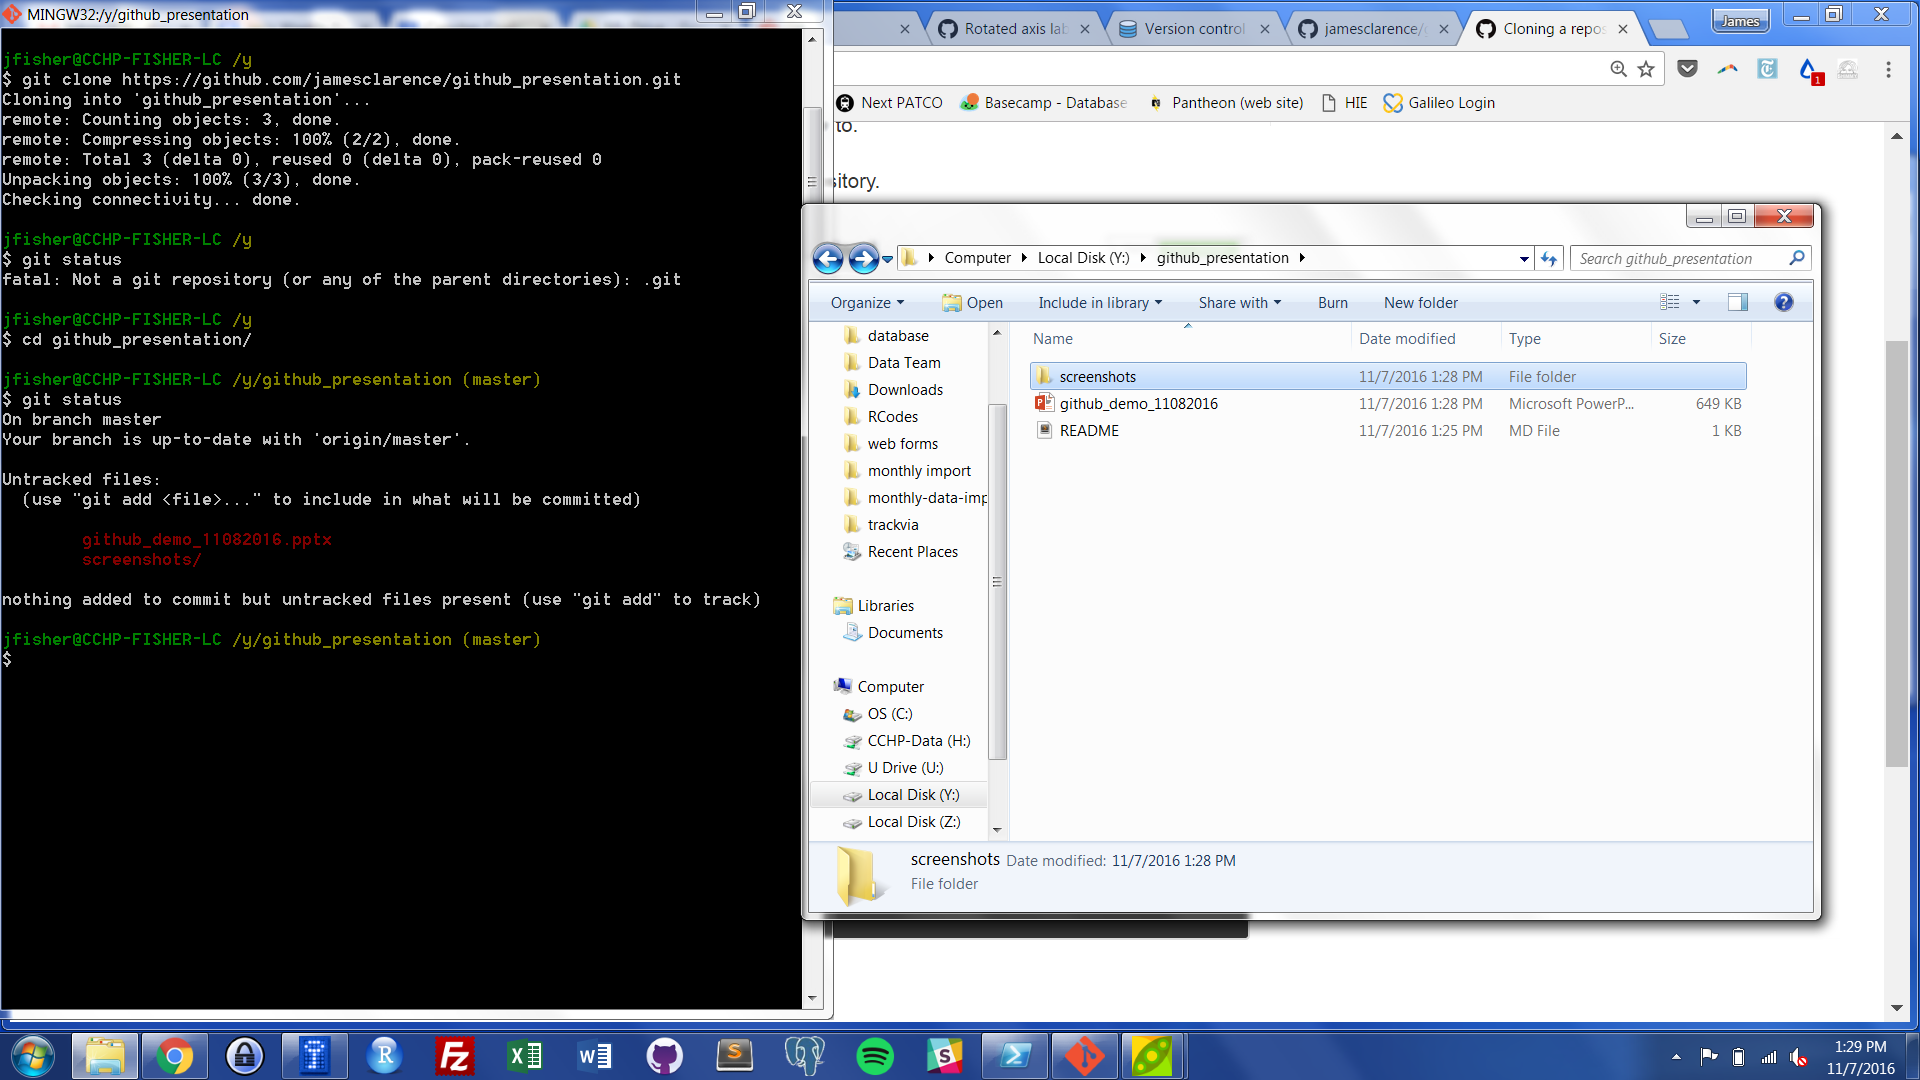 MINGW32:/y/github_presentation
jfisher@CCHP-FISHER-LC /y
$ git clone https://github.com/jamesclarence/github_presentation.git
Cloning into 'github_presentation'...
remote: Counting objects: 3, done.
remote: Compressing objects: 100% (2/2), done.
remote: Total 3 (delta 0), reused 0 (delta 0), pack-reused 0
Unpacking objects: 100% (3/3), done.
Checking connectivity... done.
jfisher@CCHP-FISHER-LC /y
$ git status
fatal: Not a git repository (or any of the parent directories): .git
jfisher@CCHP-FISHER-LC /y
$ cd github_presentation/
jfisher@CCHP-FISHER-LC /y/github_presentation (master)
$ git status
On branch master
Your branch is up-to-date with 'origin/master'.
Untracked files:
(use "git add <file>..." to include in what will be committed)
github_demo_11082016.pptx
screenshots/
nothing added to commit but untracked files present (use "git add" to track)
jfisher@CCHP-FISHER-LC /y/github_presentation (master)
$
Rotated axis lab
Version control
jamesclarence/g
Cloning a repos
James
1
Next PATCO
Basecamp - Database
Pantheon (web site)
HIE
Galileo Login
to.
sitory.
Computer
Local Disk (Y:)
github_presentation
Search github_presentation
Organize
Open
Include in library
Share with
Burn
New folder
database
Data Team
Downloads
RCodes
web forms
monthly import
monthly-data-imp
trackvia
Recent Places
Libraries
Documents
Computer
OS (C:)
CCHP-Data (H:)
U Drive (U:)
Local Disk (Y:)
Local Disk (Z:)
Name Date modified Type Size
screenshots 11/7/2016 1:28 PM File folder
github_demo_11082016 11/7/2016 1:28 PM Microsoft PowerP... 649 KB
README 11/7/2016 1:25 PM MD File 1 KB
screenshots Date modified: 11/7/2016 1:28 PM
File folder
1:29 PM
11/7/2016